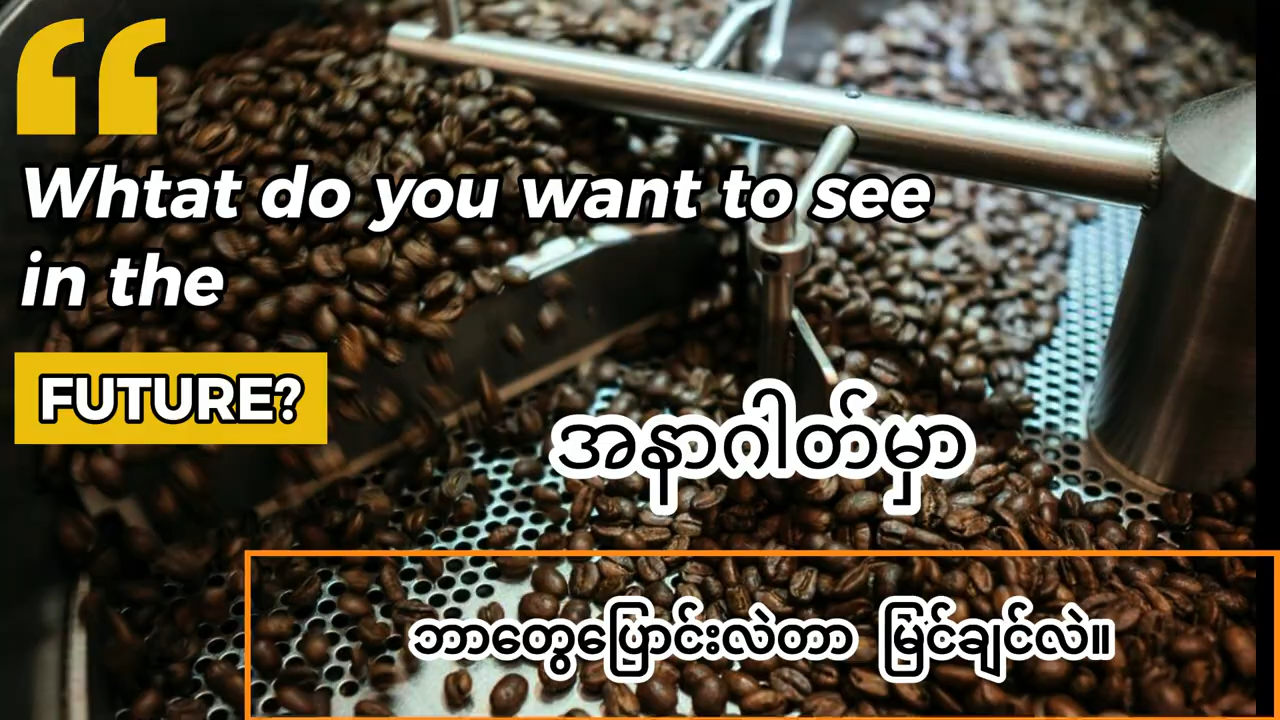 Whtat do you want to see
in the
FUTURE?
အနာဂါတ်မှာ
ဘာတွေပြောင်းလဲတာ မြင်ချင်လဲ။